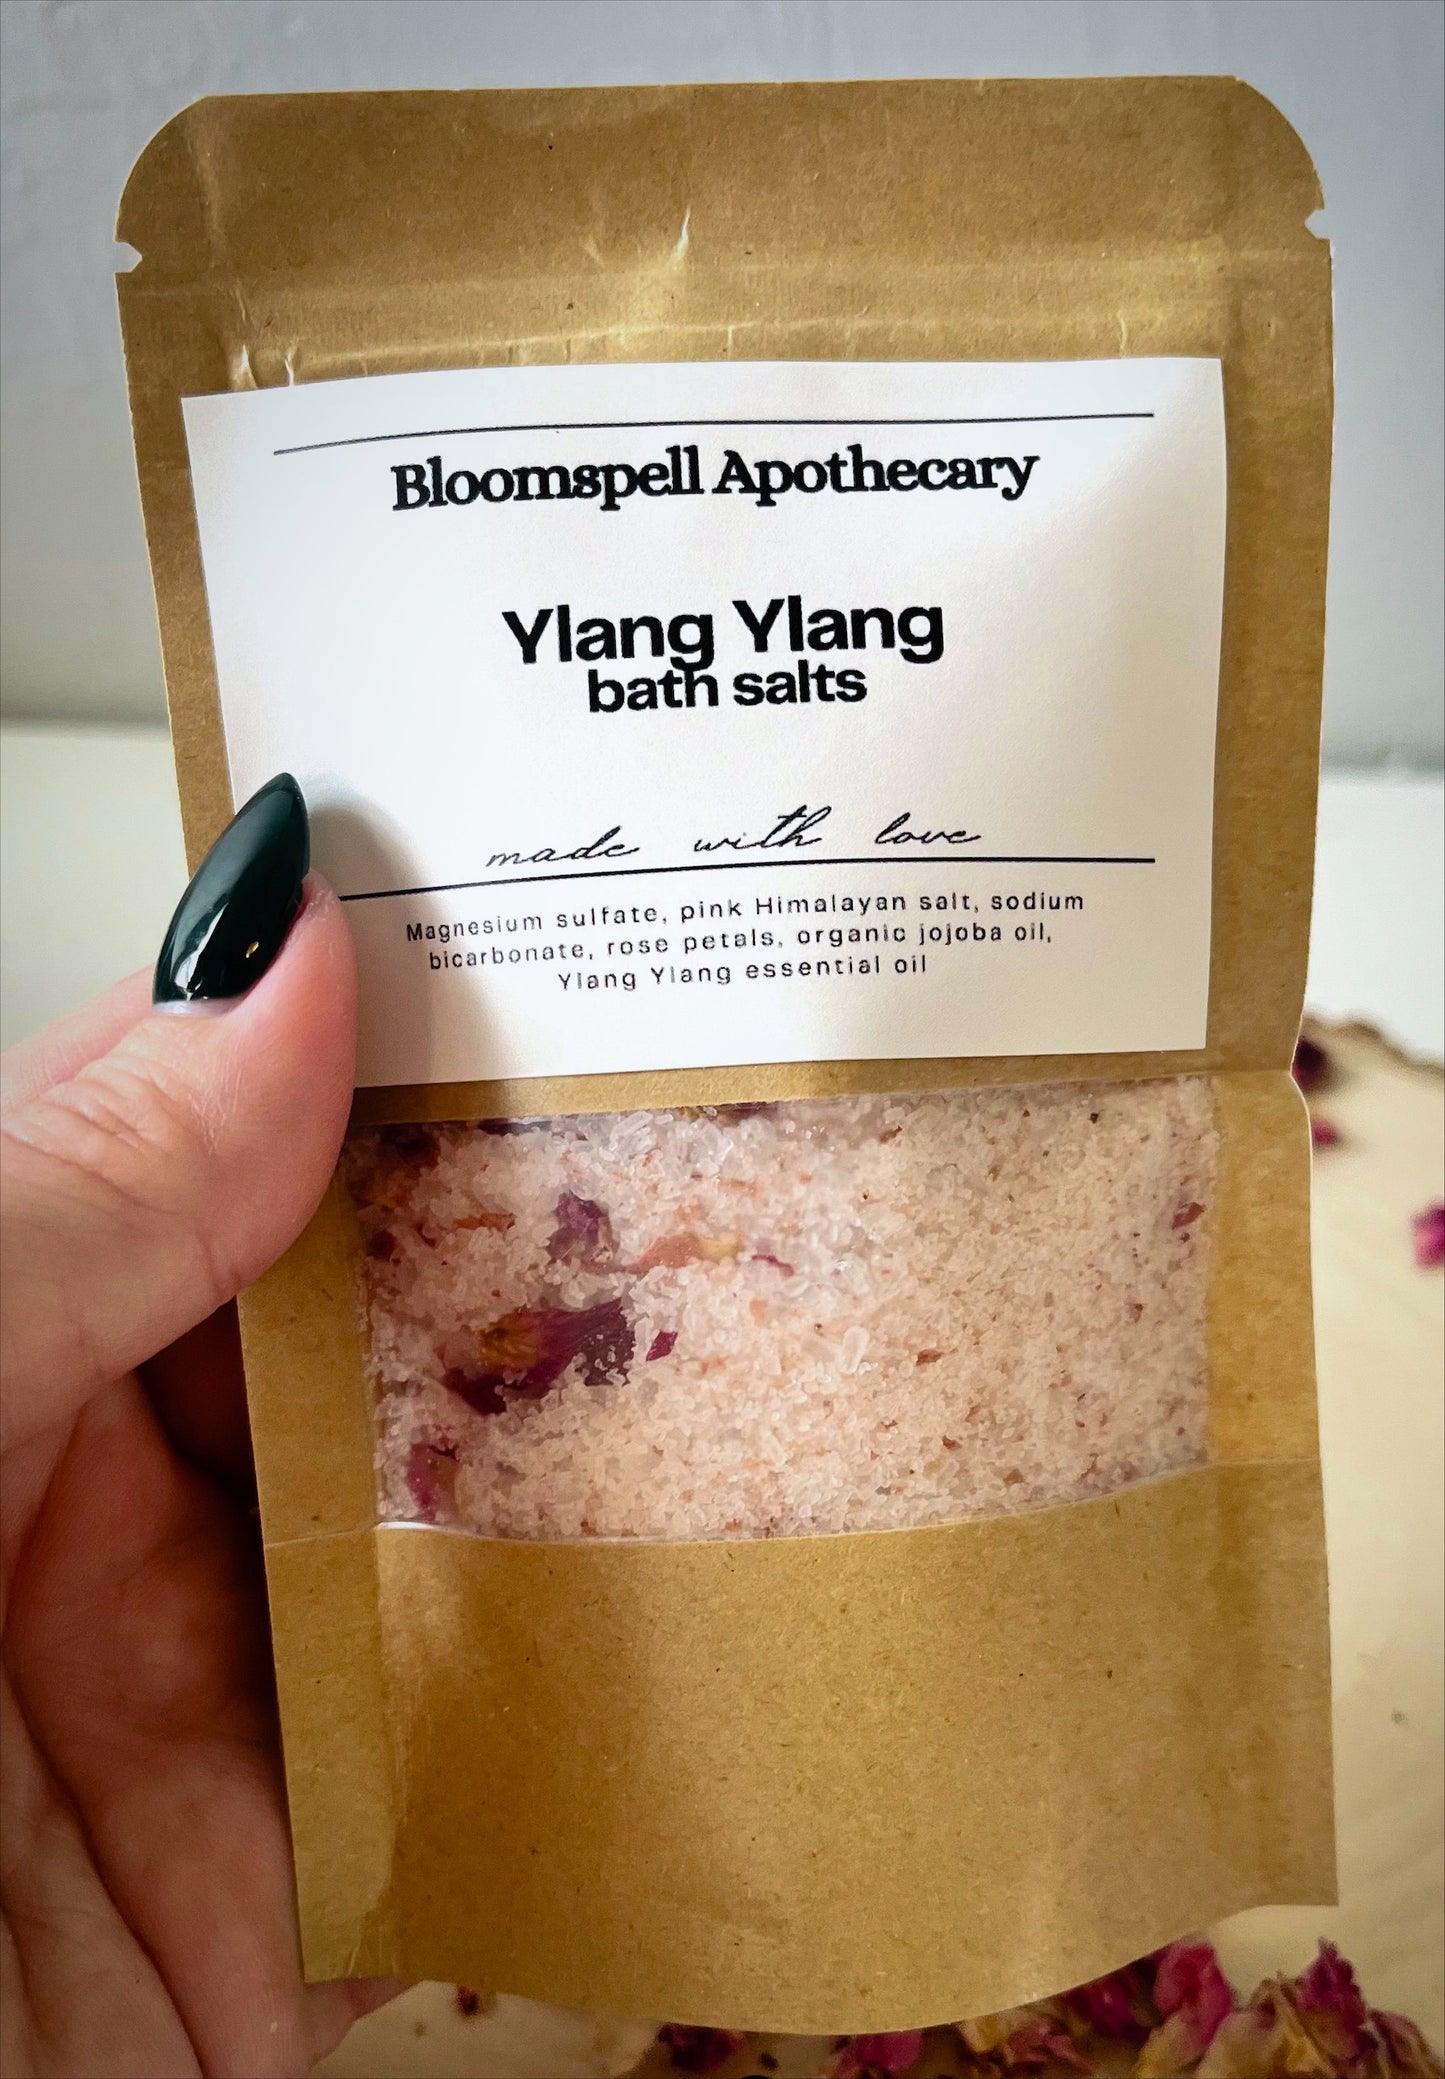 Bloomspell Apothecary
Ylang Ylang
bath salts
made with love
Magnesium sulfate, pink Himalayan salt, sodium
bicarbonate, rose petals, organic jojoba oil,
Ylang Ylang essential oil